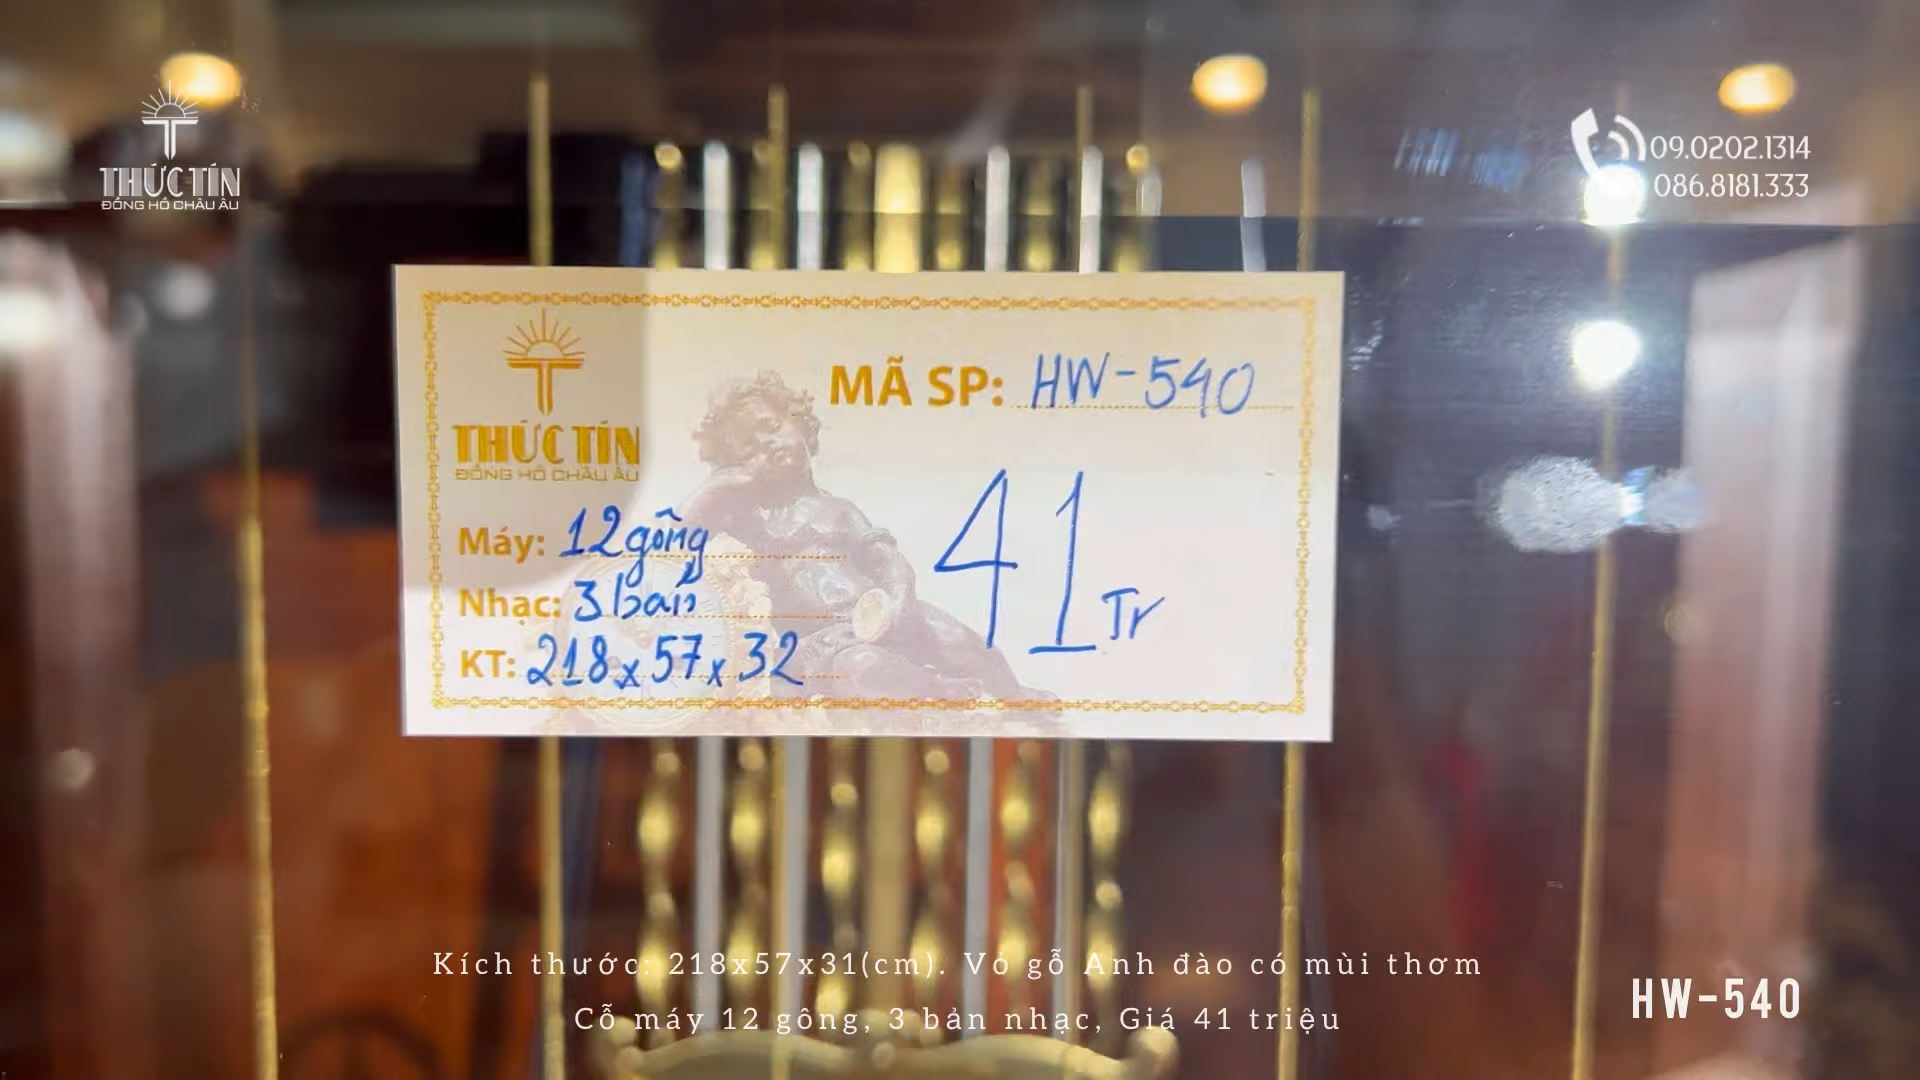 THỨC TÍN
ĐỒNG HỒ CHÂU ÂU
09.0202.1314
086.8181.333
THỨC TÍN
ĐỒNG HỒ CHÂU ÂU
MÃ SP: HW-540
Máy: 12 gông
Nhạc: 3 bản
KT: 218 x 57 x 32
41 Tr
Kích thước: 218x57x31(cm). Vỏ gỗ Anh đào có mùi thơm
Cỗ máy 12 gông, 3 bản nhạc, Giá 41 triệu
HW-540